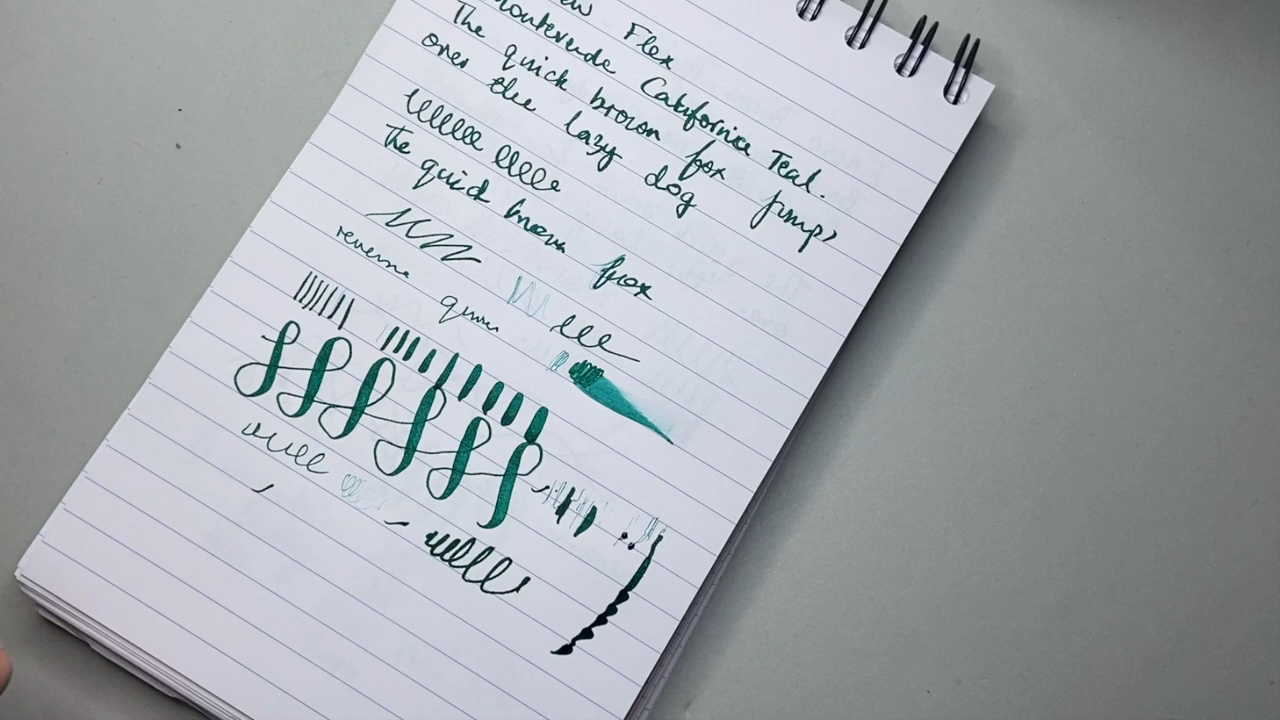 Flex
Monteverde California Teal.
The quick brown fox jumps
over the lazy dog
The quick brown fox
reverse